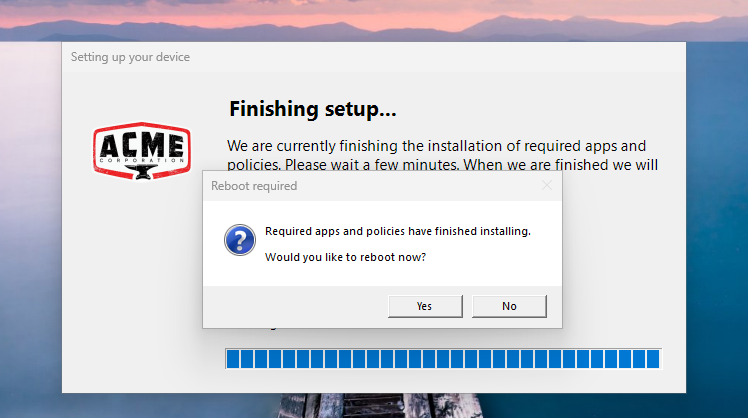 Setting up your device
Finishing setup...
ACME
CORPORATION
We are currently finishing the installation of required apps and
policies. Please wait a few minutes. When we are finished we will
Reboot required
Required apps and policies have finished installing.
Would you like to reboot now?
Yes
No